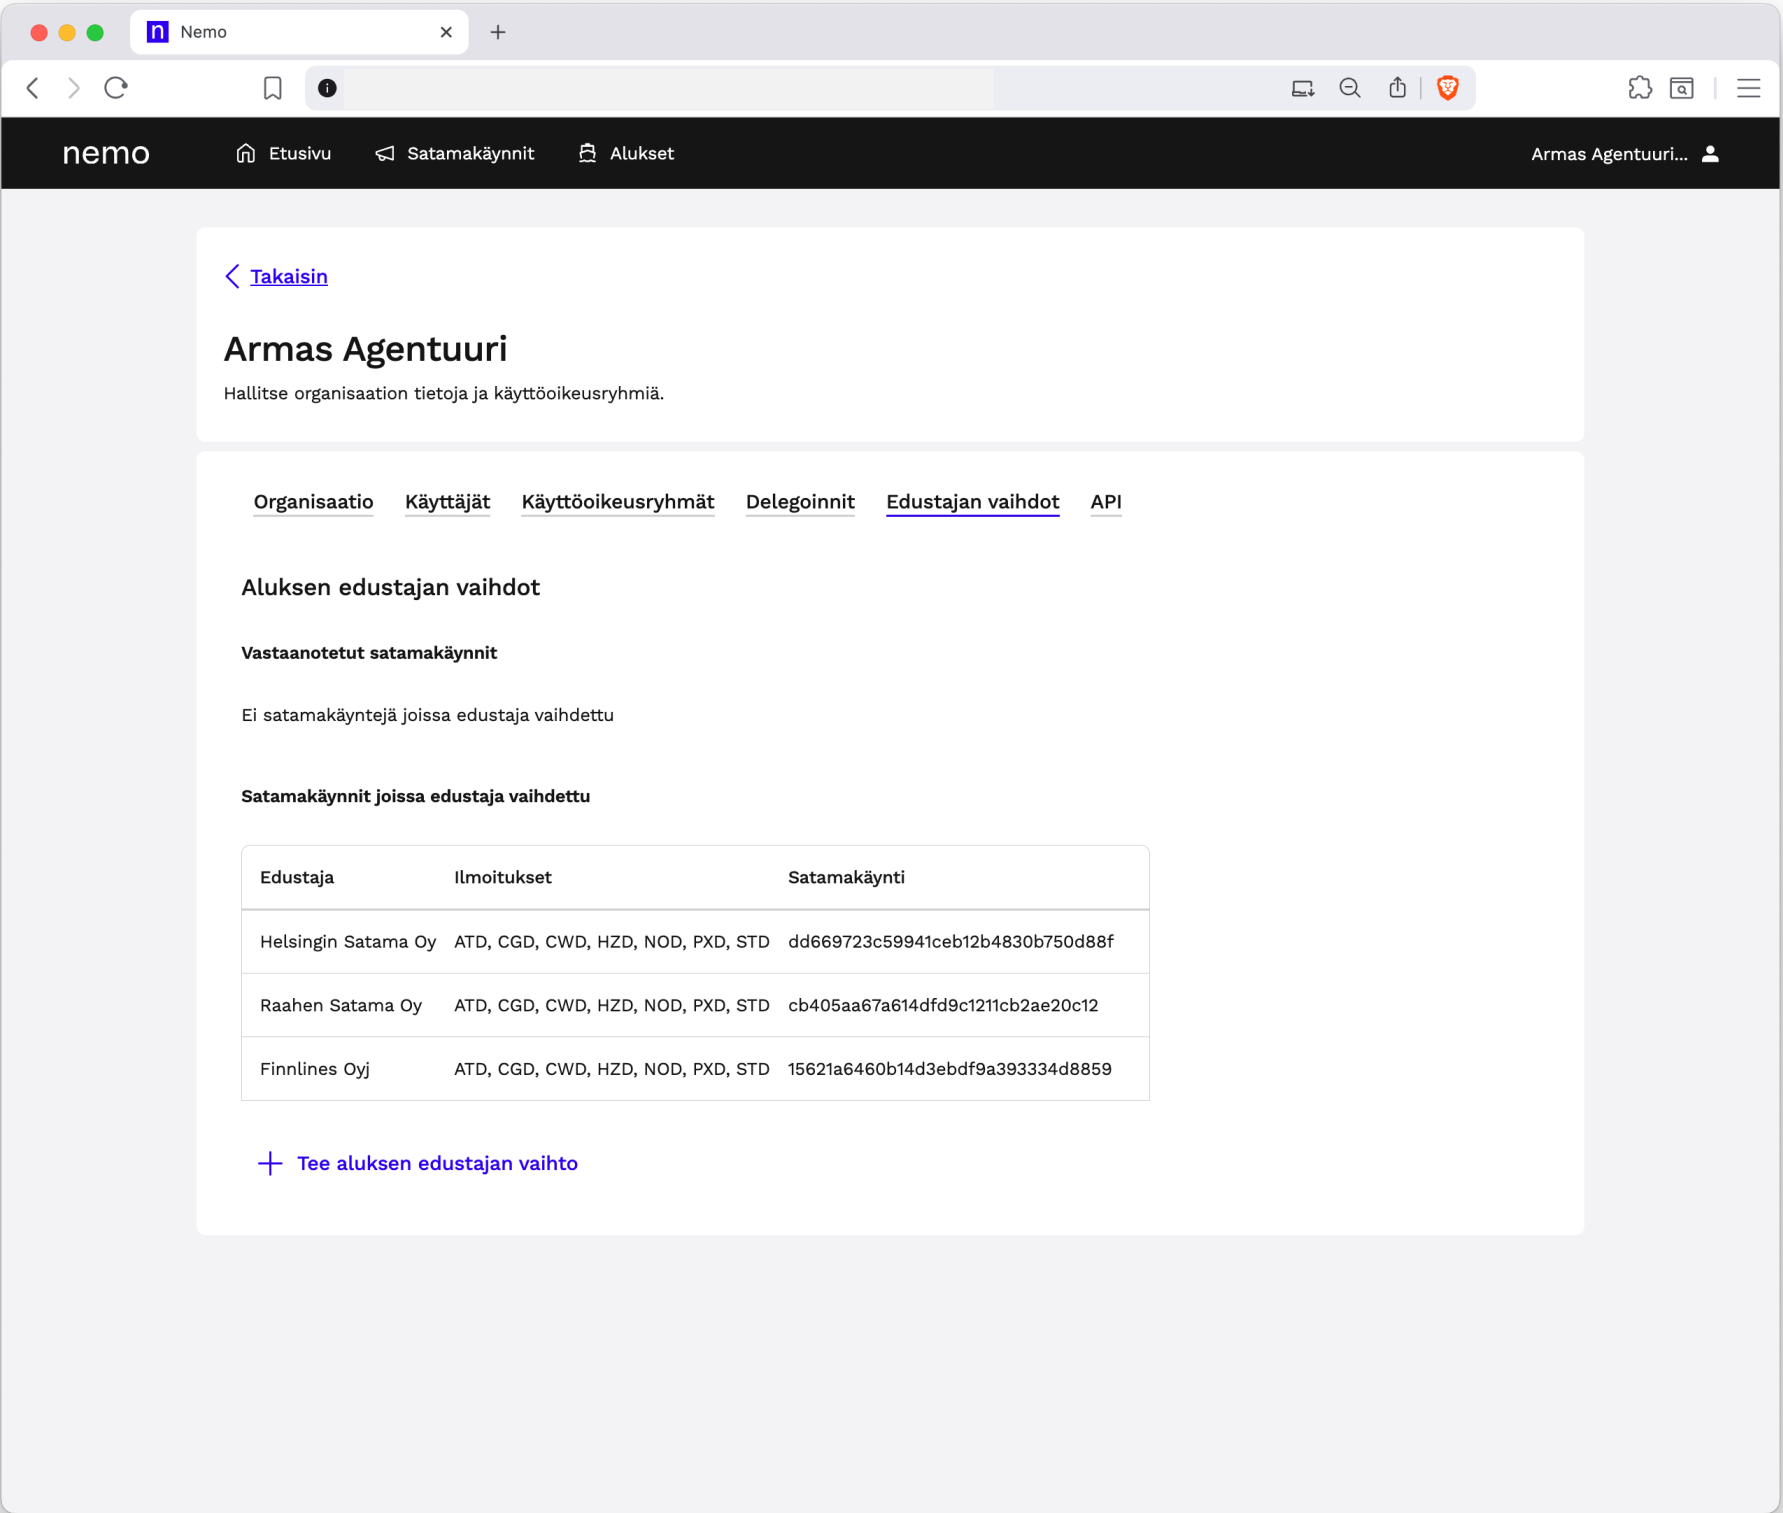 n Nemo
nemo Etusivu Satamakäynnit Alukset Armas Agentuuri...
Takaisin
Armas Agentuuri
Hallitse organisaation tietoja ja käyttöoikeusryhmiä.
Organisaatio Käyttäjät Käyttöoikeusryhmät Delegoinnit Edustajan vaihdot API
Aluksen edustajan vaihdot
Vastaanotetut satamakäynnit
Ei satamakäyntejä joissa edustaja vaihdettu
Satamakäynnit joissa edustaja vaihdettu
Edustaja Ilmoitukset Satamakäynti
Helsingin Satama Oy ATD, CGD, CWD, HZD, NOD, PXD, STD dd669723c59941ceb12b4830b750d88f
Raahen Satama Oy ATD, CGD, CWD, HZD, NOD, PXD, STD cb405aa67a614dfd9c1211cb2ae20c12
Finnlines Oyj ATD, CGD, CWD, HZD, NOD, PXD, STD 15621a6460b14d3ebdf9a393334d8859
Tee aluksen edustajan vaihto